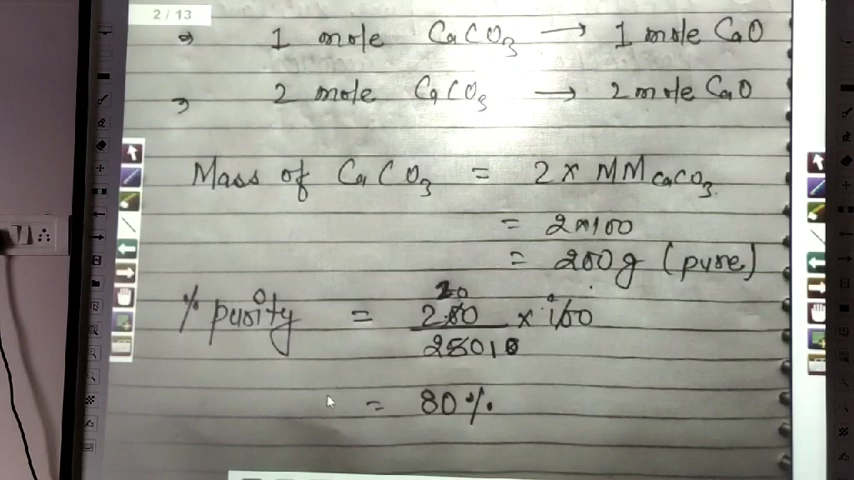 2 / 13
⇒ 1 mole CaCO3 → 1 mole CaO
⇒ 2 mole CaCO3 → 2 mole CaO
Mass of CaCO3 = 2 × MM CaCO3
= 2×100
= 200g (pure)
% purity = 200 × 100
250
= 80%